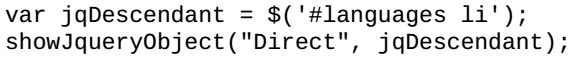 var jqDescendant = $('#languages li');
showJqueryObject("Direct", jqDescendant);